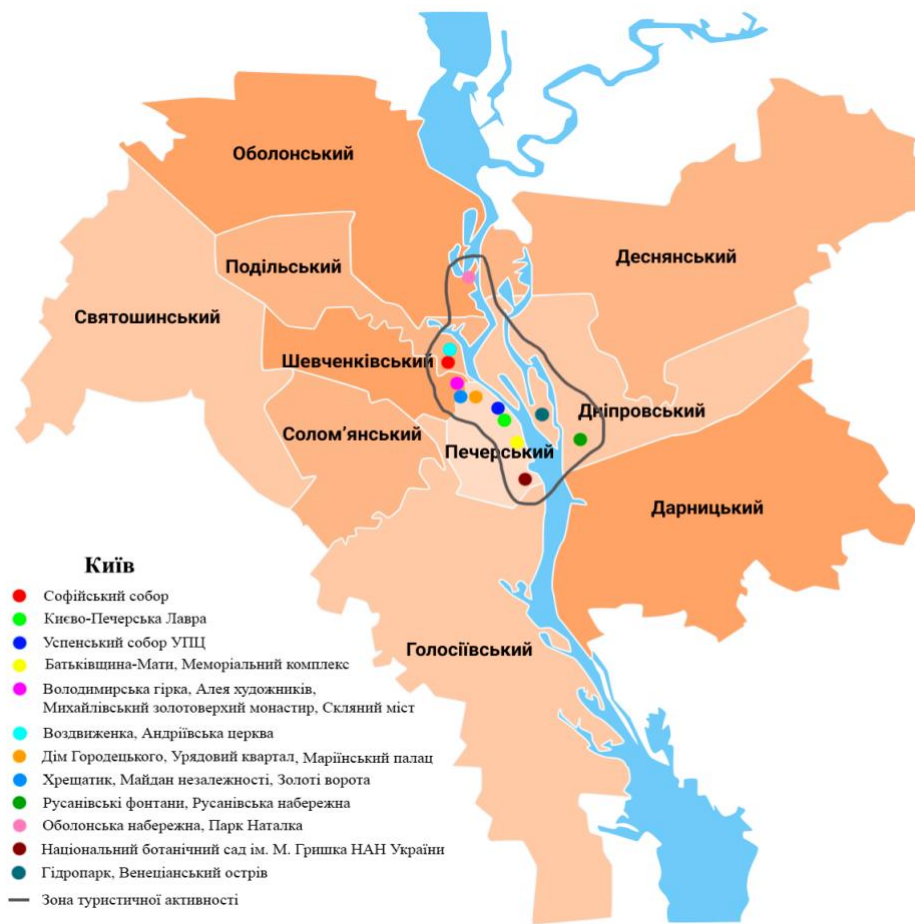 Оболонський
Деснянський
Подільський
Святошинський
Шевченківський
Дніпровський
Солом’янський
Печерський
Дарницький
Голосіївський
Київ
Софійський собор
Києво-Печерська Лавра
Успенський собор УПЦ
Батьківщина-Мати, Меморіальний комплекс
Володимирська гірка, Алея художників,
Михайлівський золотоверхий монастир, Скляний міст
Воздвиженка, Андріївська церква
Дім Городецького, Урядовий квартал, Маріїнський палац
Хрещатик, Майдан незалежності, Золоті ворота
Русанівські фонтани, Русанівська набережна
Оболонська набережна, Парк Наталка
Національний ботанічний сад ім. М. Гришка НАН України
Гідропарк, Венеціанський острів
Зона туристичної активності